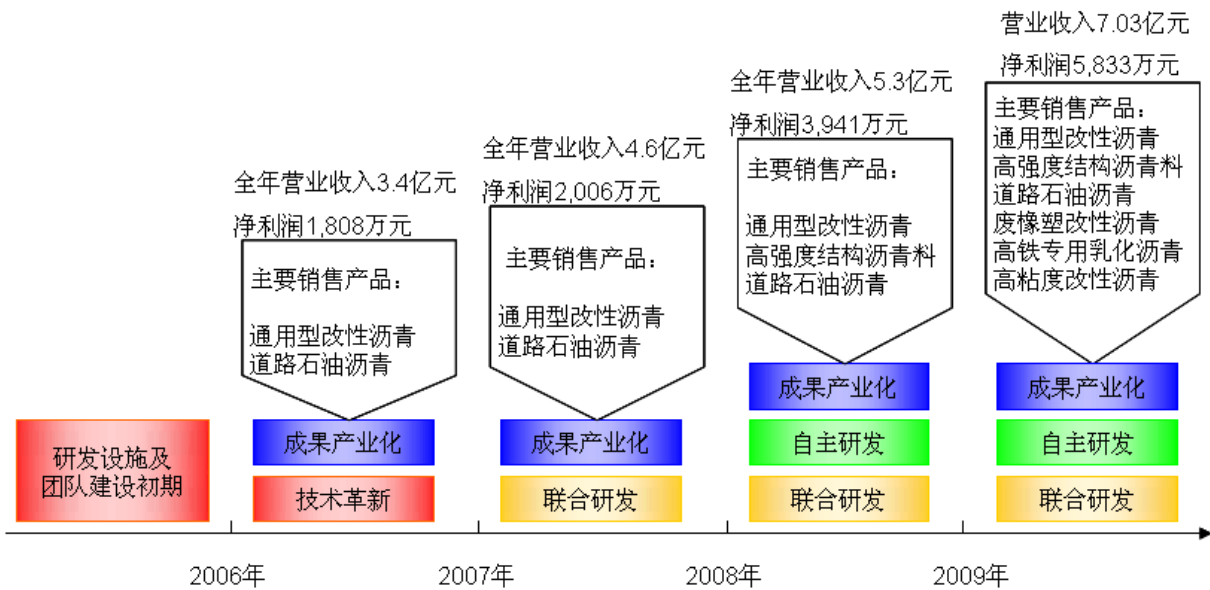 研发设施及
团队建设初期
全年营业收入3.4亿元
净利润1,808万元
主要销售产品：
通用型改性沥青
道路石油沥青
成果产业化
技术革新
全年营业收入4.6亿元
净利润2,006万元
主要销售产品：
通用型改性沥青
道路石油沥青
成果产业化
联合研发
全年营业收入5.3亿元
净利润3,941万元
主要销售产品：
通用型改性沥青
高强度结构沥青料
道路石油沥青
成果产业化
自主研发
联合研发
营业收入7.03亿元
净利润5,833万元
主要销售产品：
通用型改性沥青
高强度结构沥青料
道路石油沥青
废橡塑改性沥青
高铁专用乳化沥青
高粘度改性沥青
成果产业化
自主研发
联合研发
2006年
2007年
2008年
2009年